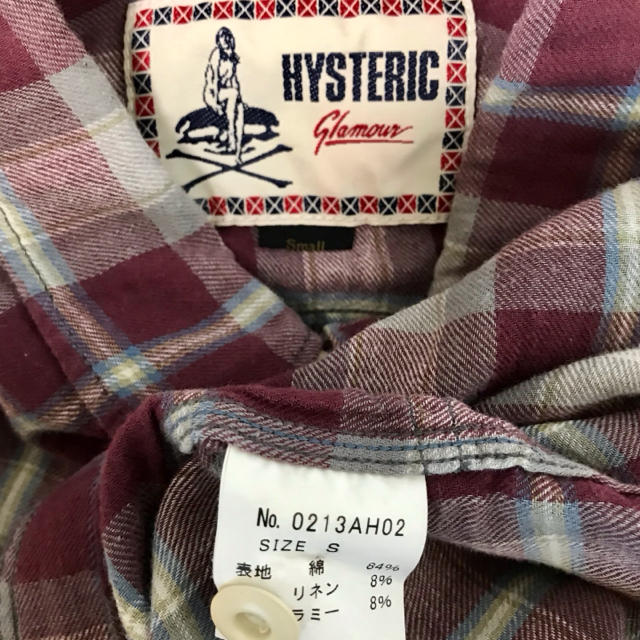 HYSTERIC
Glamour
Small
No. 0213AH02
SIZE S
表地 綿 84%
リネン 8%
ラミー 8%